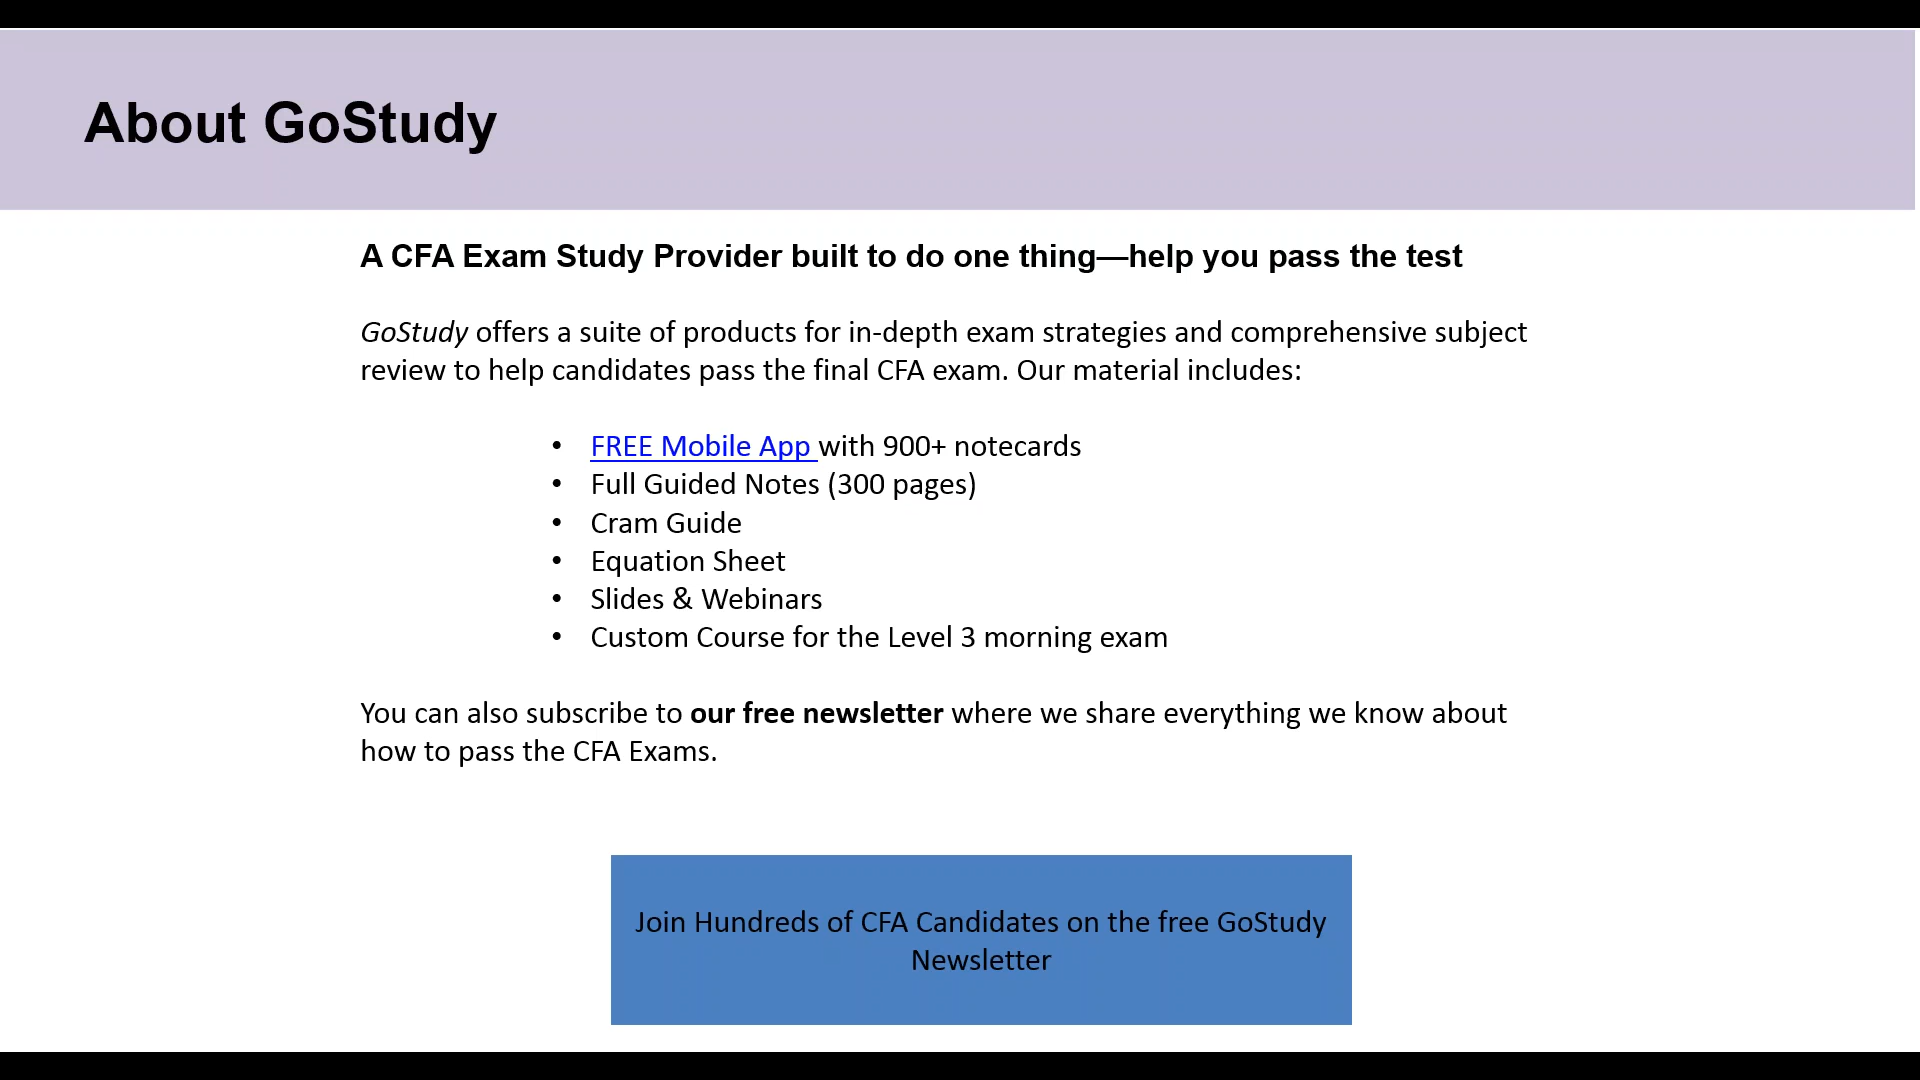 About GoStudy
A CFA Exam Study Provider built to do one thing—help you pass the test
GoStudy offers a suite of products for in-depth exam strategies and comprehensive subject
review to help candidates pass the final CFA exam. Our material includes:
• FREE Mobile App with 900+ notecards
• Full Guided Notes (300 pages)
• Cram Guide
• Equation Sheet
• Slides & Webinars
• Custom Course for the Level 3 morning exam
You can also subscribe to our free newsletter where we share everything we know about
how to pass the CFA Exams.
Join Hundreds of CFA Candidates on the free GoStudy
Newsletter